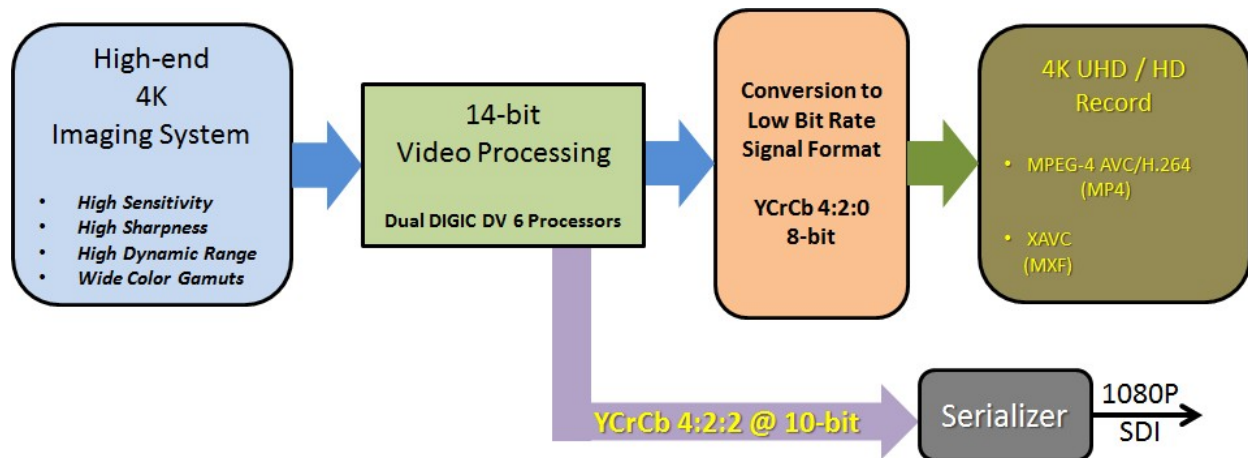 High-end
4K
Imaging System
• High Sensitivity
• High Sharpness
• High Dynamic Range
• Wide Color Gamuts
14-bit
Video Processing
Dual DIGIC DV 6 Processors
Conversion to
Low Bit Rate
Signal Format
YCrCb 4:2:0
8-bit
4K UHD / HD
Record
• MPEG-4 AVC/H.264
(MP4)
• XAVC
(MXF)
YCrCb 4:2:2 @ 10-bit
Serializer
1080P
SDI